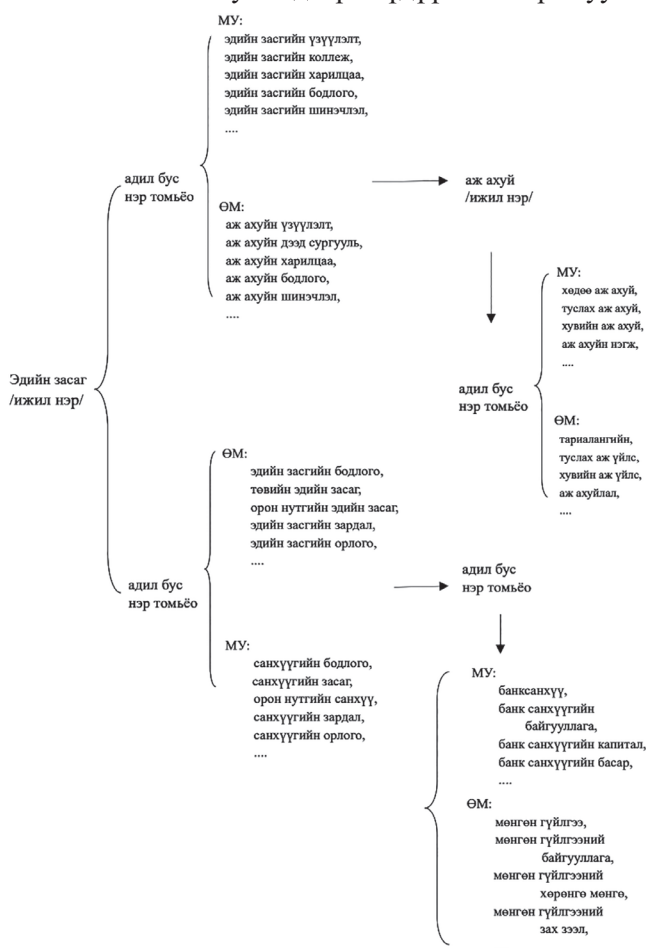 МУ:
эдийн засгийн үзүүлэлт,
эдийн засгийн коллеж,
эдийн засгийн харилцаа,
эдийн засгийн бодлого,
эдийн засгийн шинэчлэл,
....
адил бус
нэр томьёо
ӨМ:
аж ахуйн үзүүлэлт,
аж ахуйн дээд сургууль,
аж ахуйн харилцаа,
аж ахуйн бодлого,
аж ахуйн шинэчлэл,
....
аж ахуй
/ижил нэр/
МУ:
хөдөө аж ахуй,
туслах аж ахуй,
хувийн аж ахуй,
аж ахуйн нэгж,
....
адил бус
нэр томьёо
ӨМ:
тариалангийн,
туслах аж үйлс,
хувийн аж үйлс,
аж ахуйлал,
....
Эдийн засаг
/ижил нэр/
ӨМ:
эдийн засгийн бодлого,
төвийн эдийн засаг,
орон нутгийн эдийн засаг,
эдийн засгийн зардал,
эдийн засгийн орлого,
....
адил бус
нэр томьёо
МУ:
санхүүгийн бодлого,
санхүүгийн засаг,
орон нутгийн санхүү,
санхүүгийн зардал,
санхүүгийн орлого,
....
адил бус
нэр томьёо
МУ:
банксанхүү,
банк санхүүгийн
байгууллага,
банк санхүүгийн капитал,
банк санхүүгийн басар,
....
ӨМ:
мөнгөн гүйлгээ,
мөнгөн гүйлгээний
байгууллага,
мөнгөн гүйлгээний
хөрөнгө мөнгө,
мөнгөн гүйлгээний
зах зээл,